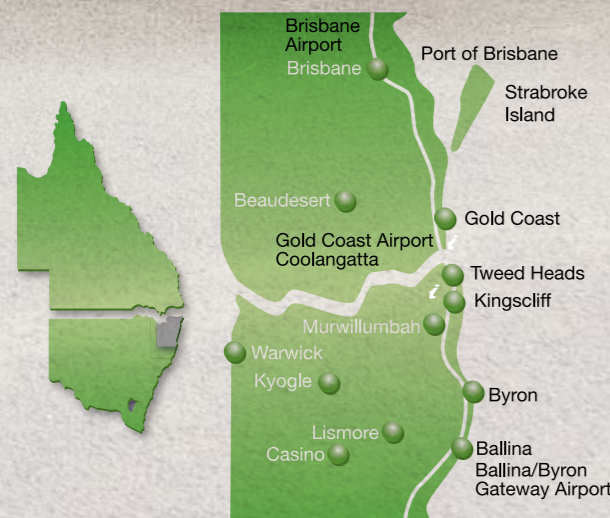 Brisbane
Airport
Port of Brisbane
Brisbane
Strabroke
Island
Beaudesert
Gold Coast
Gold Coast Airport
Coolangatta
i
Tweed Heads
i
Kingscliff
Murwillumbah
Warwick
Kyogle
Byron
Lismore
Casino
Ballina
Ballina/Byron
Gateway Airport